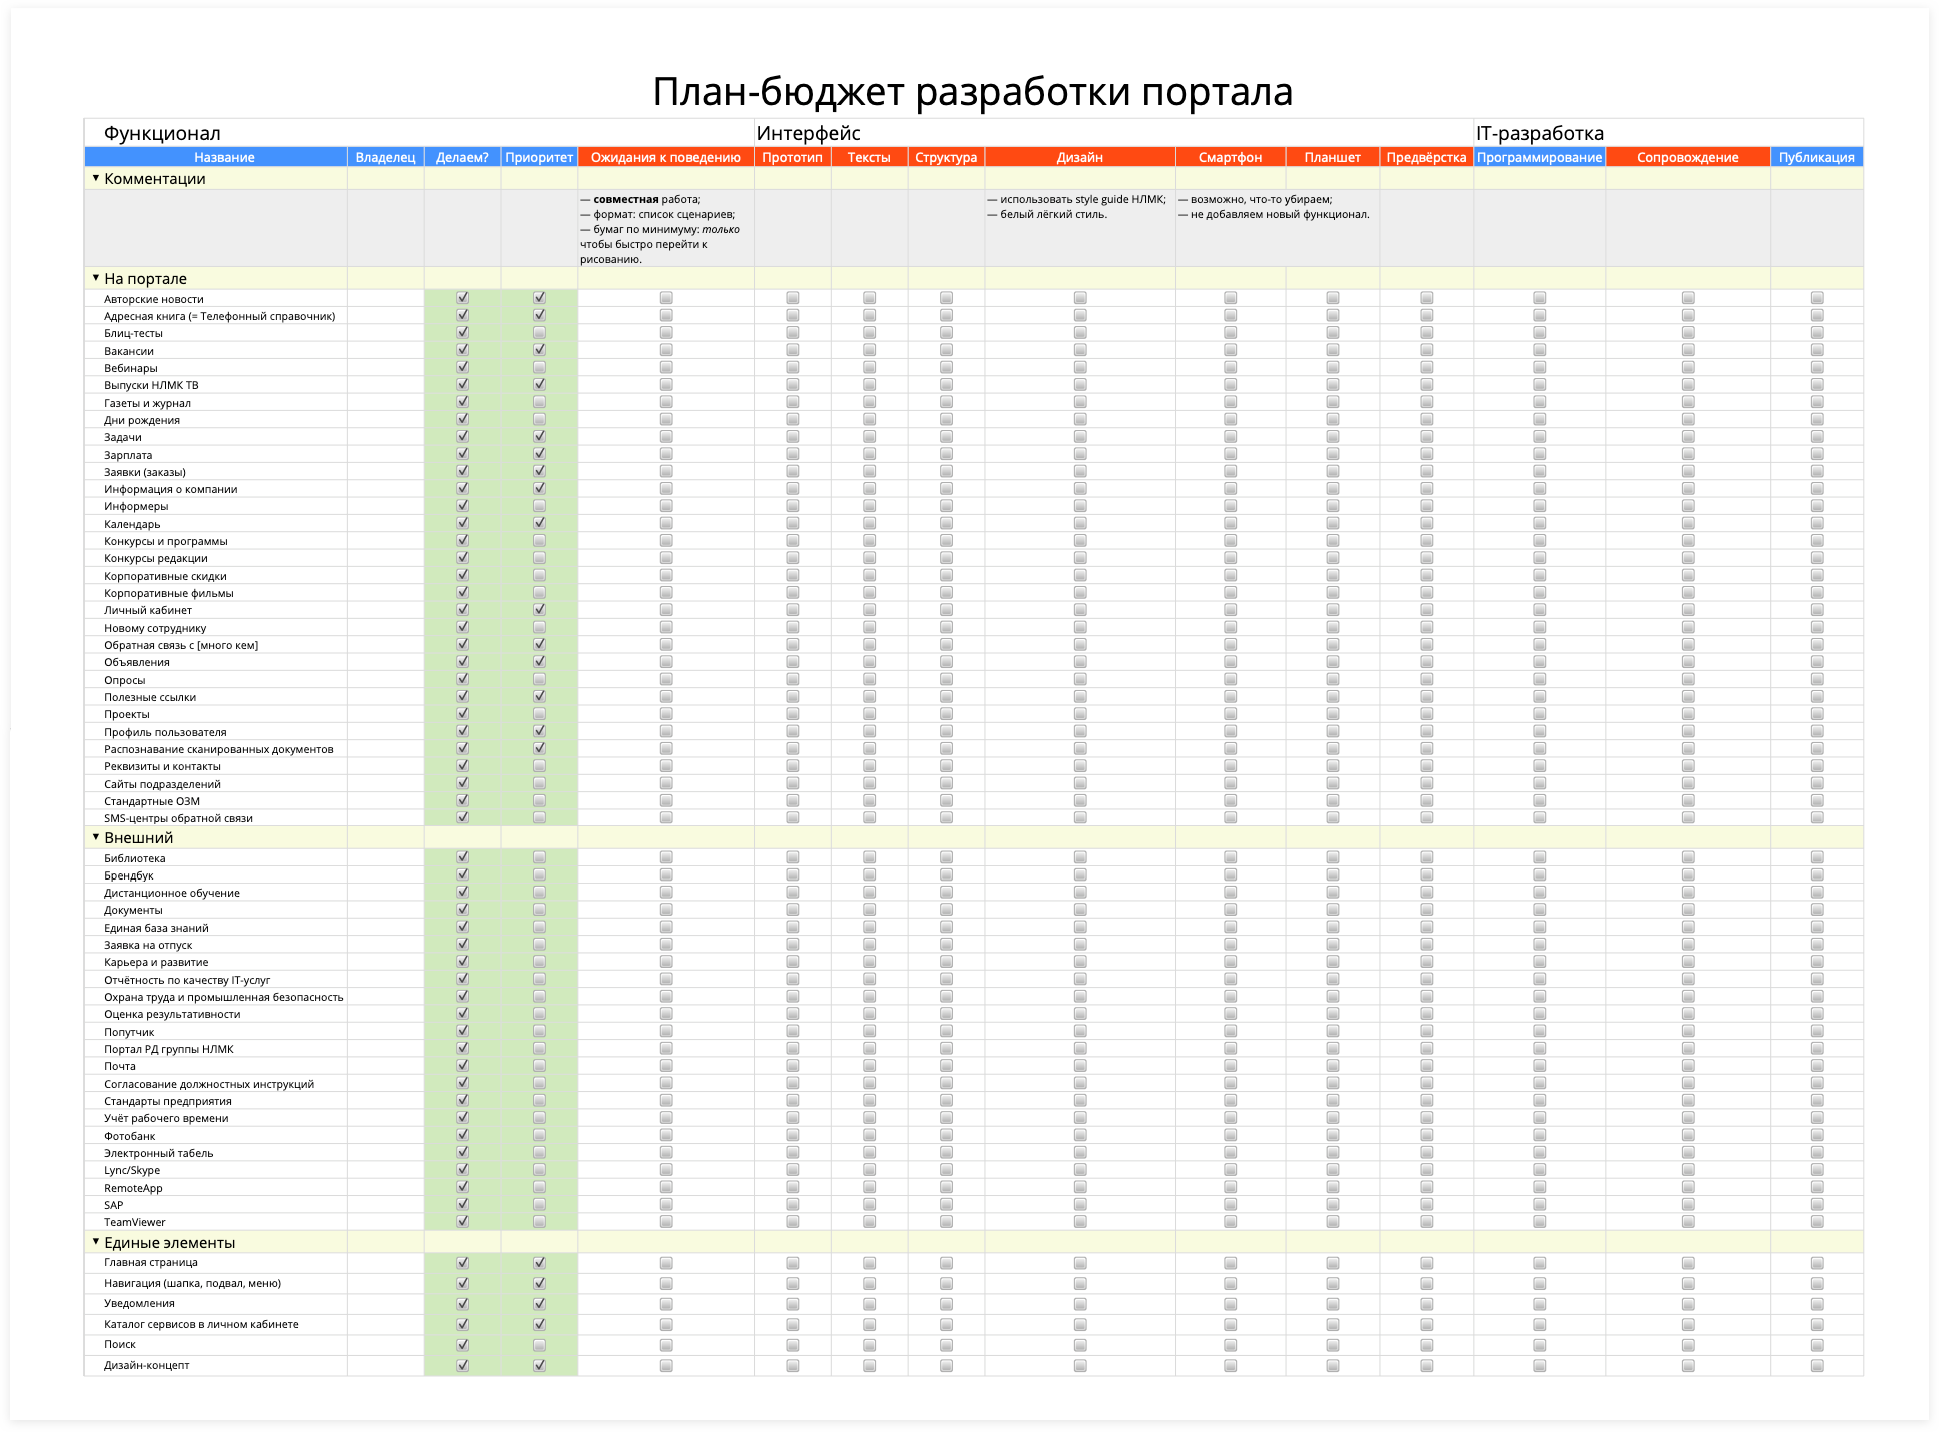 План-бюджет разработки портала
Функционал Интерфейс IT-разработка
Название Владелец Делаем? Приоритет Ожидания к поведению Прототип Тексты Структура Дизайн Смартфон Планшет Предвёрстка Программирование Сопровождение Публикация
Комментации
— совместная работа;
— формат: список сценариев;
— бумаг по минимуму: только
чтобы быстро перейти к
рисованию.
— использовать style guide НЛМК;
— белый лёгкий стиль.
— возможно, что-то убираем;
— не добавляем новый функционал.
На портале
Авторские новости
Адресная книга (= Телефонный справочник)
Блиц-тесты
Вакансии
Вебинары
Выпуски НЛМК ТВ
Газеты и журнал
Дни рождения
Задачи
Зарплата
Заявки (заказы)
Информация о компании
Информеры
Календарь
Конкурсы и программы
Конкурсы редакции
Корпоративные скидки
Корпоративные фильмы
Личный кабинет
Новому сотруднику
Обратная связь с [много кем]
Объявления
Опросы
Полезные ссылки
Проекты
Профиль пользователя
Распознавание сканированных документов
Реквизиты и контакты
Сайты подразделений
Стандартные ОЗМ
SMS-центры обратной связи
Внешний
Библиотека
Брендбук
Дистанционное обучение
Документы
Единая база знаний
Заявка на отпуск
Карьера и развитие
Отчётность по качеству IT-услуг
Охрана труда и промышленная безопасность
Оценка результативности
Попутчик
Портал РД группы НЛМК
Почта
Согласование должностных инструкций
Стандарты предприятия
Учёт рабочего времени
Фотобанк
Электронный табель
Lync/Skype
RemoteApp
SAP
TeamViewer
Единые элементы
Главная страница
Навигация (шапка, подвал, меню)
Уведомления
Каталог сервисов в личном кабинете
Поиск
Дизайн-концепт